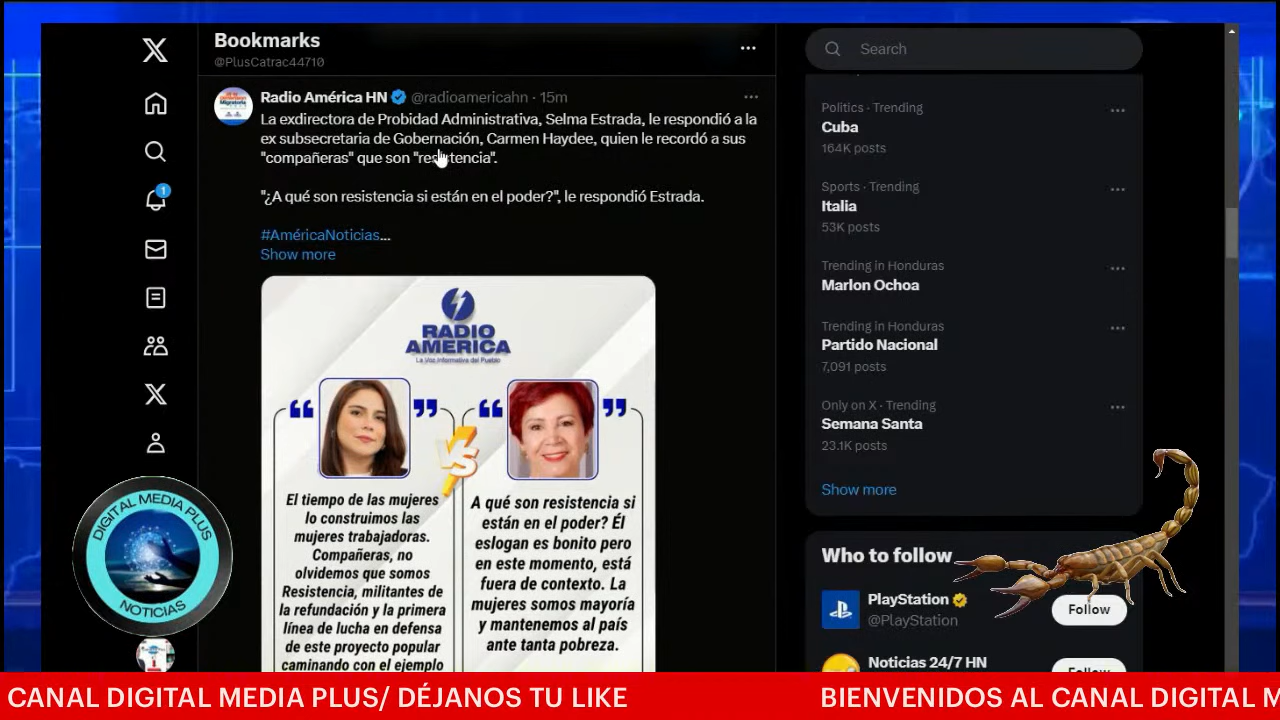 Bookmarks
@PlusCatrac44710
Radio América HN @radioamericahn · 15m
La exdirectora de Probidad Administrativa, Selma Estrada, le respondió a la
ex subsecretaria de Gobernación, Carmen Haydee, quien le recordó a sus
"compañeras" que son "resistencia".
"¿A qué son resistencia si están en el poder?", le respondió Estrada.
#AméricaNoticias...
Show more
RADIO
AMERICA
La Voz Informativa del Pueblo
VS
El tiempo de las mujeres
lo construimos las
mujeres trabajadoras.
Compañeras, no
olvidemos que somos
Resistencia, militantes de
la refundación y la primera
línea de lucha en defensa
de este proyecto popular
caminando con el ejemplo
A qué son resistencia si
están en el poder? Él
eslogan es bonito pero
en este momento, está
fuera de contexto. La
mujeres somos mayoría
y mantenemos al país
ante tanta pobreza.
Search
Politics · Trending
Cuba
164K posts
Sports · Trending
Italia
53K posts
Trending in Honduras
Marlon Ochoa
Trending in Honduras
Partido Nacional
7,091 posts
Only on X · Trending
Semana Santa
23.1K posts
Show more
Who to follow
PlayStation
@PlayStation
Follow
Noticias 24/7 HN
Follow
1
DIGITAL MEDIA PLUS
NOTICIAS
CANAL DIGITAL MEDIA PLUS/ DÉJANOS TU LIKE
BIENVENIDOS AL CANAL DIGITAL M